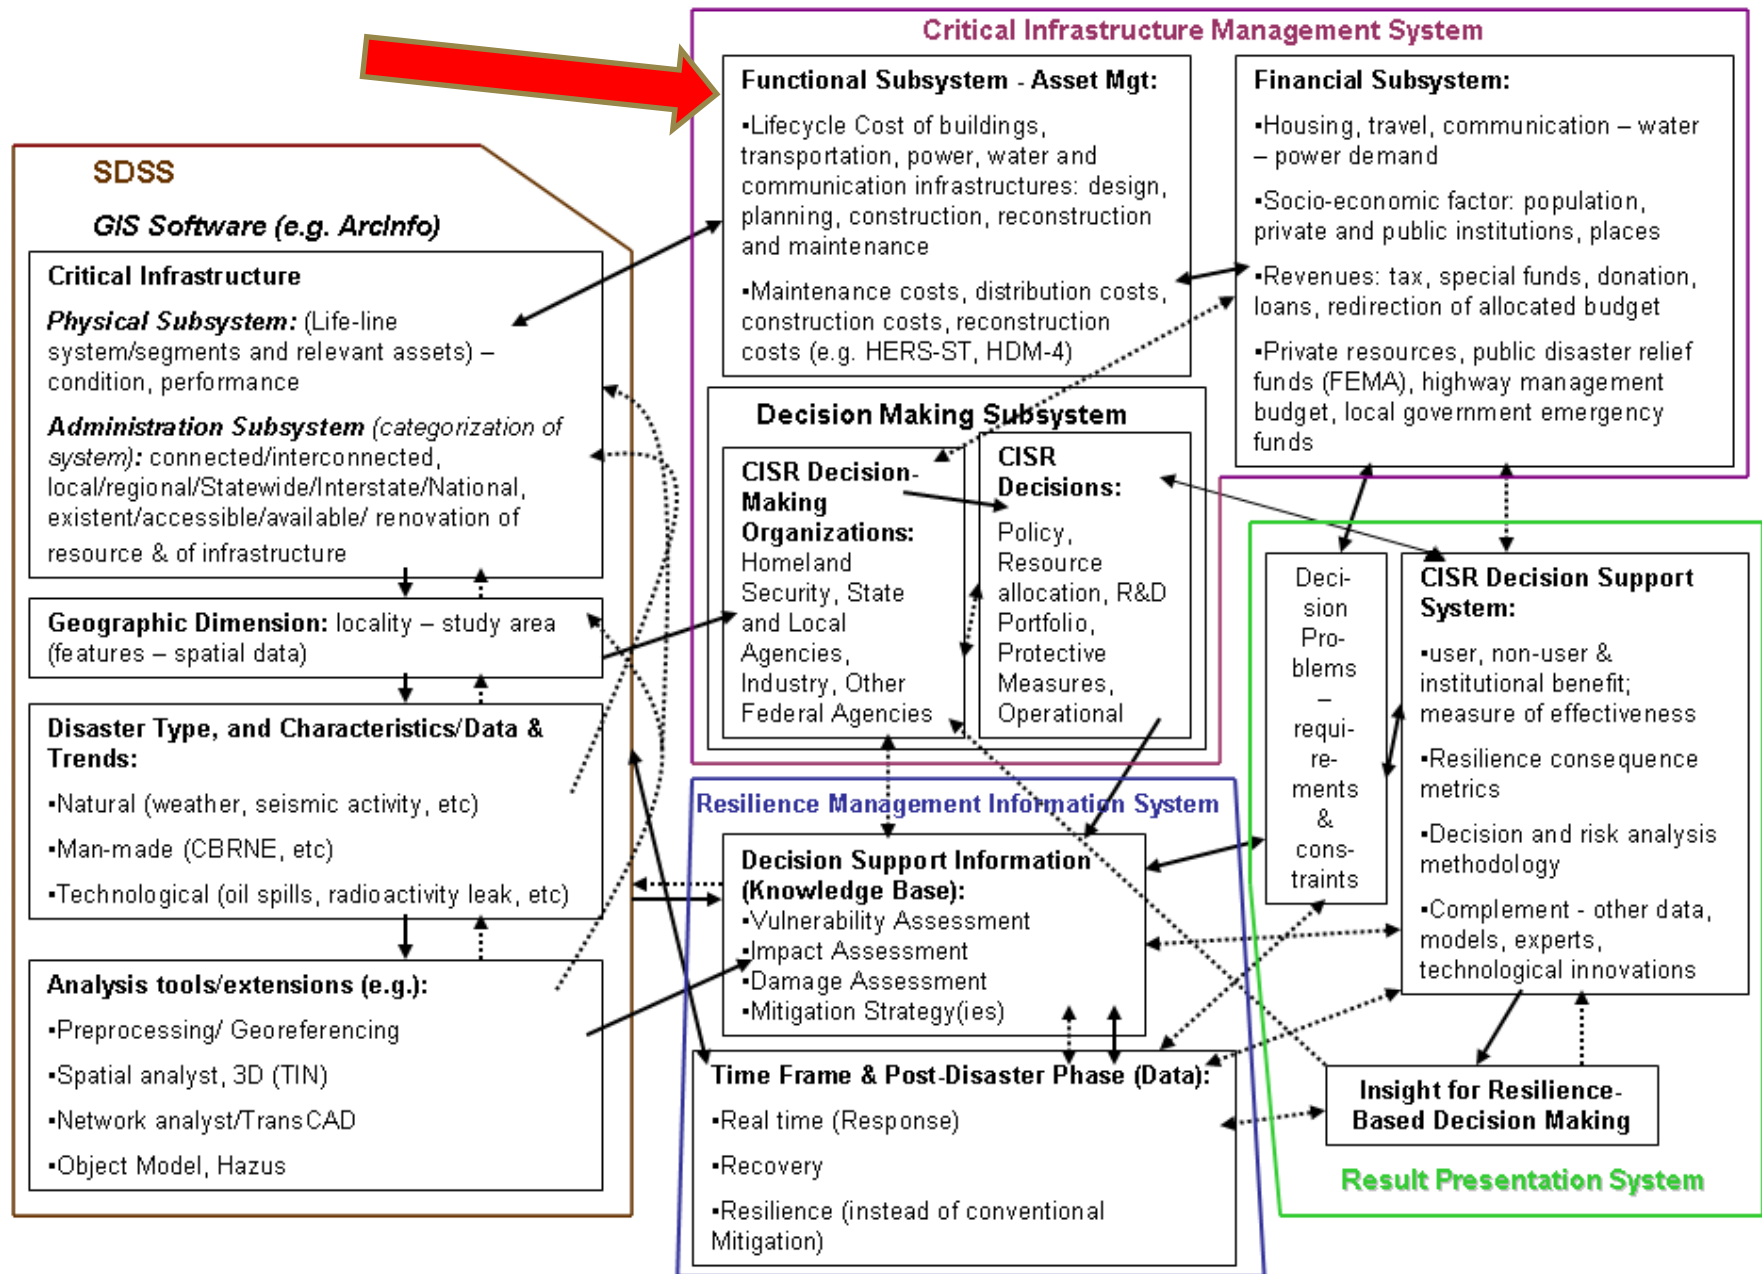 Critical Infrastructure Management System
Functional Subsystem - Asset Mgt:
▪Lifecycle Cost of buildings,
transportation, power, water and
communication infrastructures: design,
planning, construction, reconstruction
and maintenance
▪Maintenance costs, distribution costs,
construction costs, reconstruction
costs (e.g. HERS-ST, HDM-4)
Financial Subsystem:
▪Housing, travel, communication – water
– power demand
▪Socio-economic factor: population,
private and public institutions, places
▪Revenues: tax, special funds, donation,
loans, redirection of allocated budget
▪Private resources, public disaster relief
funds (FEMA), highway management
budget, local government emergency
funds
Decision Making Subsystem
CISR Decision-
Making
Organizations:
Homeland
Security, State
and Local
Agencies,
Industry, Other
Federal Agencies
CISR
Decisions:
Policy,
Resource
allocation, R&D
Portfolio,
Protective
Measures,
Operational
SDSS
GIS Software (e.g. ArcInfo)
Critical Infrastructure
Physical Subsystem: (Life-line
system/segments and relevant assets) –
condition, performance
Administration Subsystem (categorization of
system): connected/interconnected,
local/regional/Statewide/Interstate/National,
existent/accessible/available/ renovation of
resource & of infrastructure
Geographic Dimension: locality – study area
(features – spatial data)
Disaster Type, and Characteristics/Data &
Trends:
▪Natural (weather, seismic activity, etc)
▪Man-made (CBRNE, etc)
▪Technological (oil spills, radioactivity leak, etc)
Analysis tools/extensions (e.g.):
▪Preprocessing/ Georeferencing
▪Spatial analyst, 3D (TIN)
▪Network analyst/TransCAD
▪Object Model, Hazus
Resilience Management Information System
Decision Support Information
(Knowledge Base):
▪Vulnerability Assessment
▪Impact Assessment
▪Damage Assessment
▪Mitigation Strategy(ies)
Time Frame & Post-Disaster Phase (Data):
▪Real time (Response)
▪Recovery
▪Resilience (instead of conventional
Mitigation)
Deci-
sion
Pro-
blems
–
requi-
re-
ments
&
cons-
traints
CISR Decision Support
System:
▪user, non-user &
institutional benefit;
measure of effectiveness
▪Resilience consequence
metrics
▪Decision and risk analysis
methodology
▪Complement - other data,
models, experts,
technological innovations
Insight for Resilience-
Based Decision Making
Result Presentation System